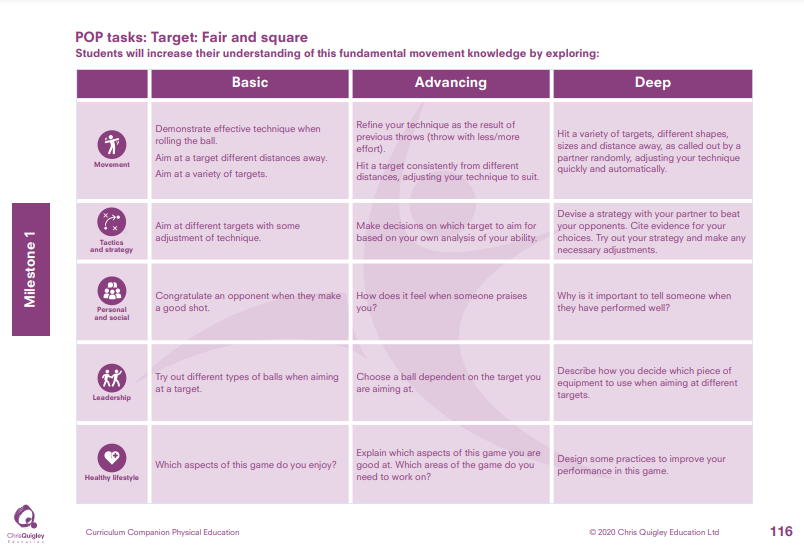 POP tasks: Target: Fair and square
Students will increase their understanding of this fundamental movement knowledge by exploring:
Basic
Advancing
Deep
Milestone 1
Movement
Demonstrate effective technique when
rolling the ball.
Aim at a target different distances away.
Aim at a variety of targets.
Refine your technique as the result of
previous throws (throw with less/more
effort).
Hit a target consistently from different
distances, adjusting your technique to suit.
Hit a variety of targets, different shapes,
sizes and distance away, as called out by a
partner randomly, adjusting your technique
quickly and automatically.
Tactics
and strategy
Aim at different targets with some
adjustment of technique.
Make decisions on which target to aim for
based on your own analysis of your ability.
Devise a strategy with your partner to beat
your opponents. Cite evidence for your
choices. Try out your strategy and make any
necessary adjustments.
Personal
and social
Congratulate an opponent when they make
a good shot.
How does it feel when someone praises
you?
Why is it important to tell someone when
they have performed well?
Leadership
Try out different types of balls when aiming
at a target.
Choose a ball dependent on the target you
are aiming at.
Describe how you decide which piece of
equipment to use when aiming at different
targets.
Healthy lifestyle
Which aspects of this game do you enjoy?
Explain which aspects of this game you are
good at. Which areas of the game do you
need to work on?
Design some practices to improve your
performance in this game.
ChrisQuigley
Education
Curriculum Companion Physical Education
© 2020 Chris Quigley Education Ltd
116